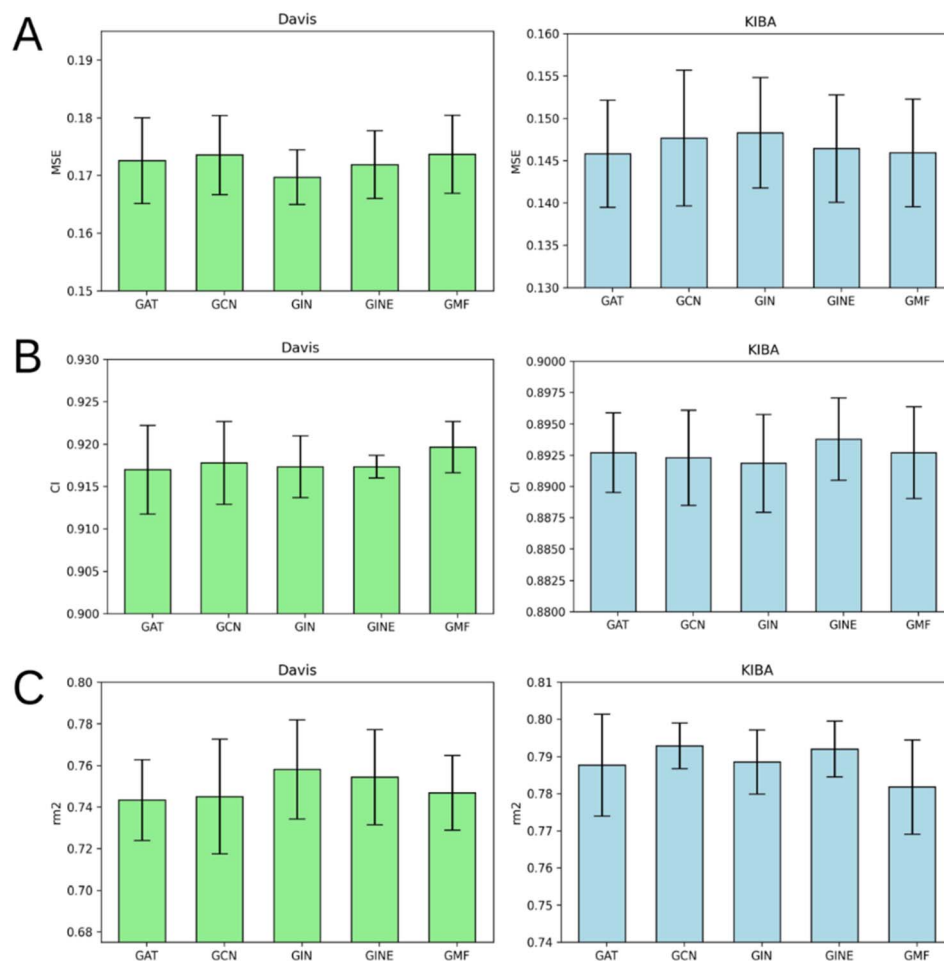 A
Davis
0.19
0.18
0.17
0.16
0.15
MSE
GAT GCN GIN GINE GMF
KIBA
0.160
0.155
0.150
0.145
0.140
0.135
0.130
MSE
GAT GCN GIN GINE GMF
B
Davis
0.930
0.925
0.920
0.915
0.910
0.905
0.900
CI
GAT GCN GIN GINE GMF
KIBA
0.9000
0.8975
0.8950
0.8925
0.8900
0.8875
0.8850
0.8825
0.8800
CI
GAT GCN GIN GINE GMF
C
Davis
0.80
0.78
0.76
0.74
0.72
0.70
0.68
rm2
GAT GCN GIN GINE GMF
KIBA
0.81
0.80
0.79
0.78
0.77
0.76
0.75
0.74
rm2
GAT GCN GIN GINE GMF